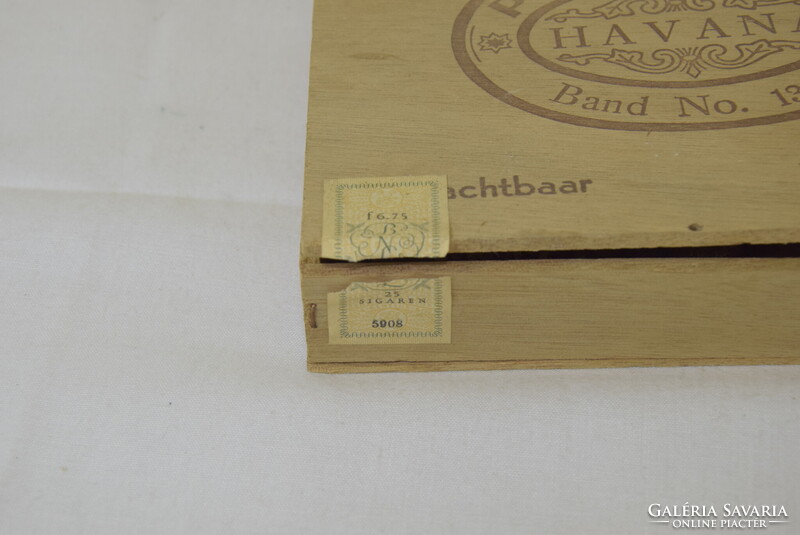 HAVANA
Band No. 13
achtbaar
f 6.75
B
N
25
SIGAREN
5908
GALÉRIA SAVARIA
ONLINE PIACTÉR